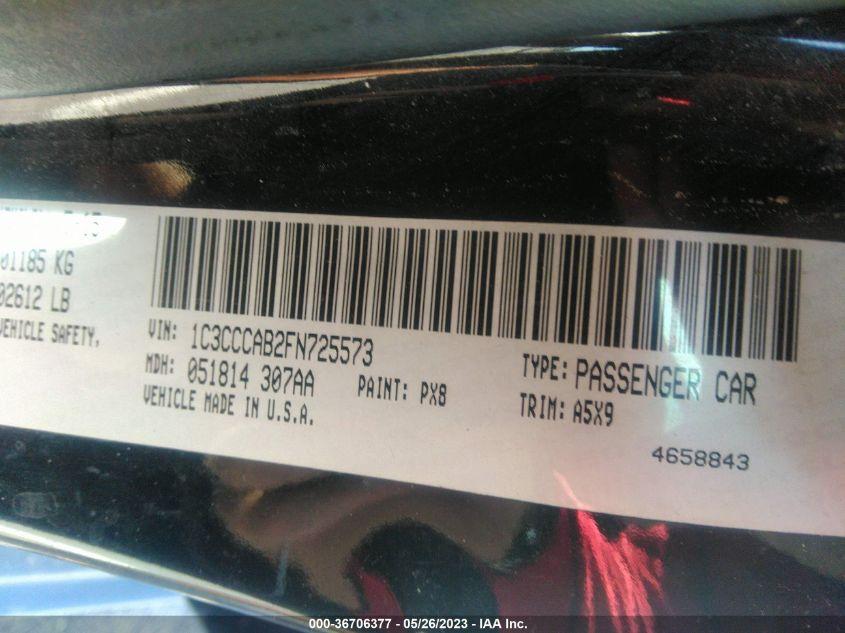 01185 KG
02612 LB
VEHICLE SAFETY,
VIN: 1C3CCCAB2FN725573
MDH: 051814 307AA
PAINT: PX8
VEHICLE MADE IN U.S.A.
TYPE: PASSENGER CAR
TRIM: A5X9
4658843
000-36706377 - 05/26/2023 - IAA Inc.